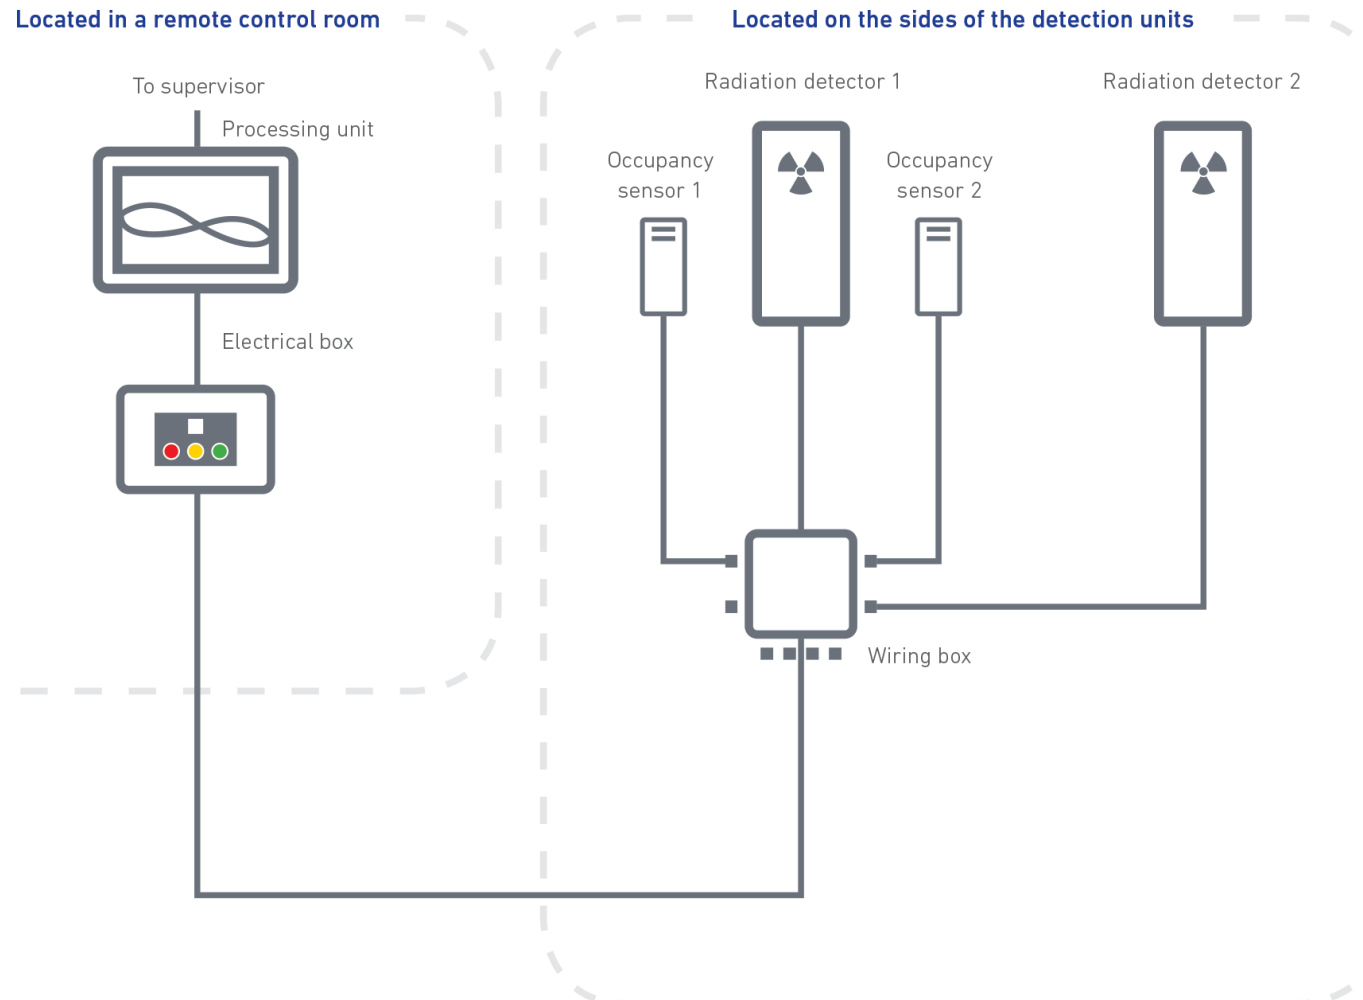 Located in a remote control room
Located on the sides of the detection units
To supervisor
Processing unit
Electrical box
Radiation detector 1
Radiation detector 2
Occupancy
sensor 1
Occupancy
sensor 2
Wiring box